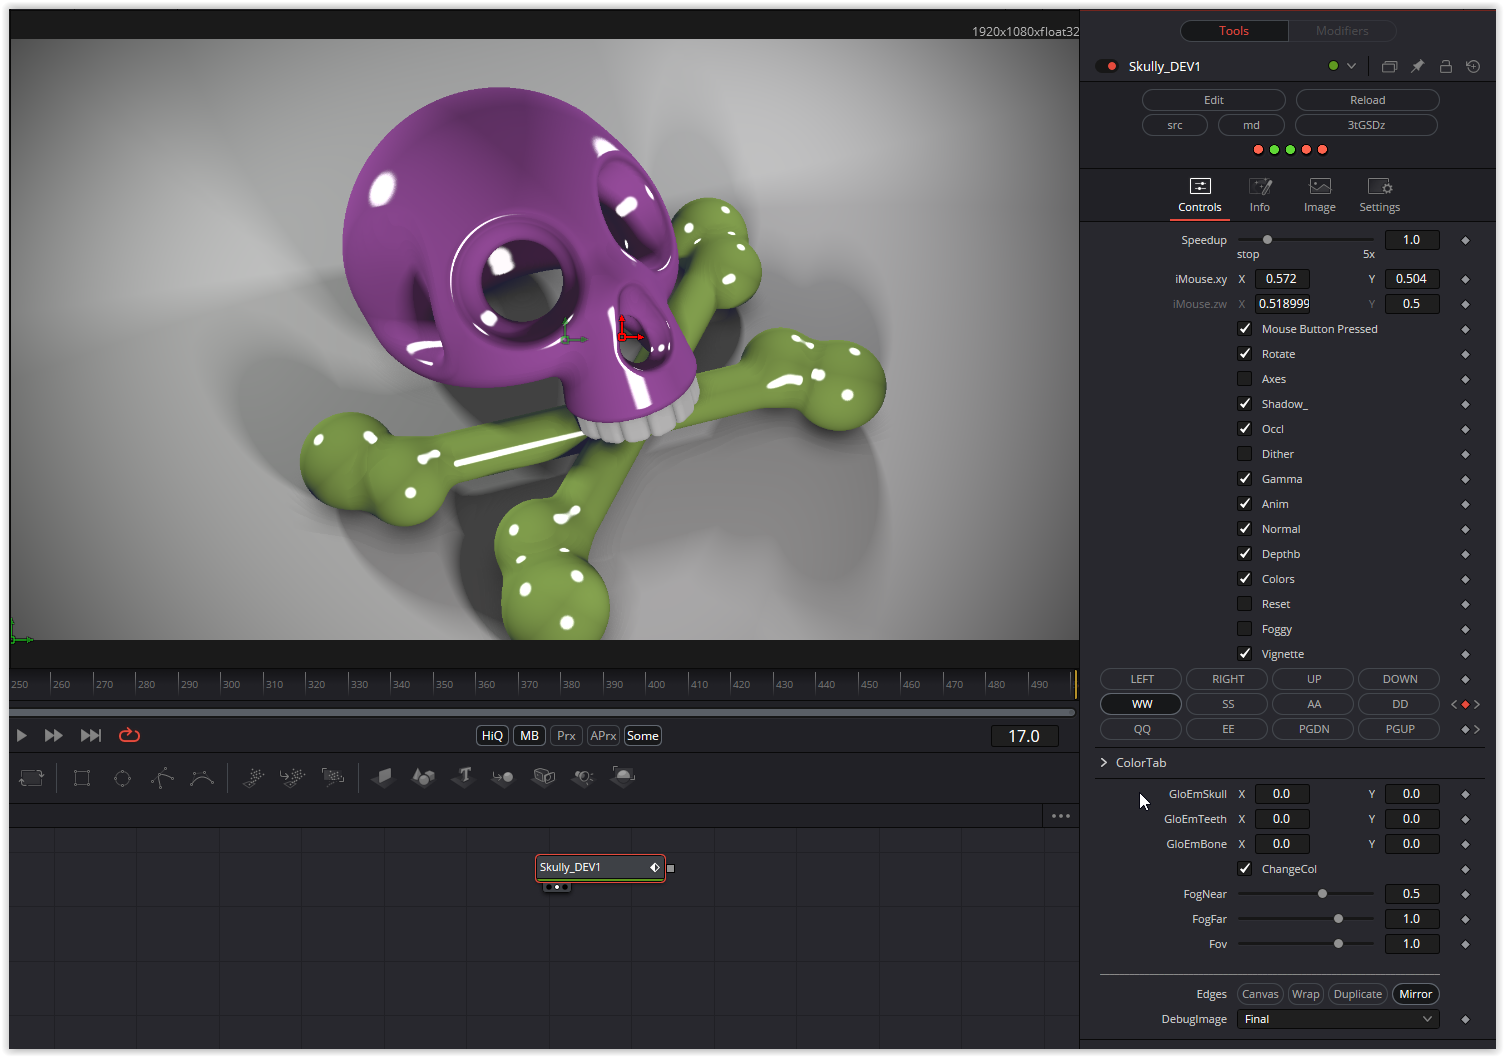 1920x1080xfloat32
Tools Modifiers
Skully_DEV1
Edit Reload
src md 3tGSDz
Controls Info Image Settings
Speedup 1.0
stop 5x
iMouse.xy X 0.572 Y 0.504
iMouse.zw X 0.518999 Y 0.5
Mouse Button Pressed
Rotate
Axes
Shadow_
Occl
Dither
Gamma
Anim
Normal
Depthb
Colors
Reset
Foggy
Vignette
LEFT RIGHT UP DOWN
WW SS AA DD
QQ EE PGDN PGUP
ColorTab
GloEmSkull X 0.0 Y 0.0
GloEmTeeth X 0.0 Y 0.0
GloEmBone X 0.0 Y 0.0
ChangeCol
FogNear 0.5
FogFar 1.0
Fov 1.0
Edges Canvas Wrap Duplicate Mirror
DebugImage Final
250 260 270 280 290 300 310 320 330 340 350 360 370 380 390 400 410 420 430 440 450 460 470 480 490
HiQ MB Prx APrx Some 17.0
Skully_DEV1